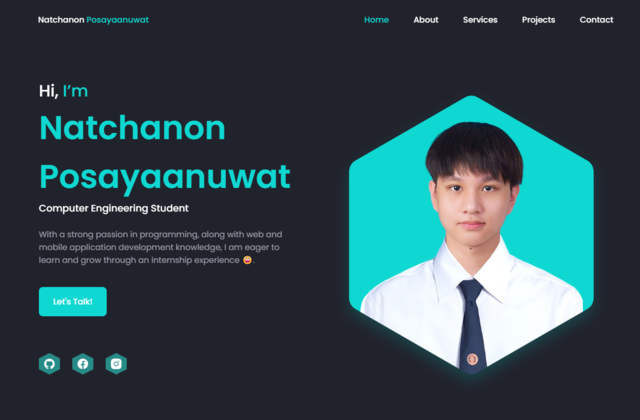 Natchanon Posayaanuwat
Home About Services Projects Contact
Hi, I'm
Natchanon
Posayaanuwat
Computer Engineering Student
With a strong passion in programming, along with web and
mobile application development knowledge, I am eager to
learn and grow through an internship experience 😀.
Let's Talk!